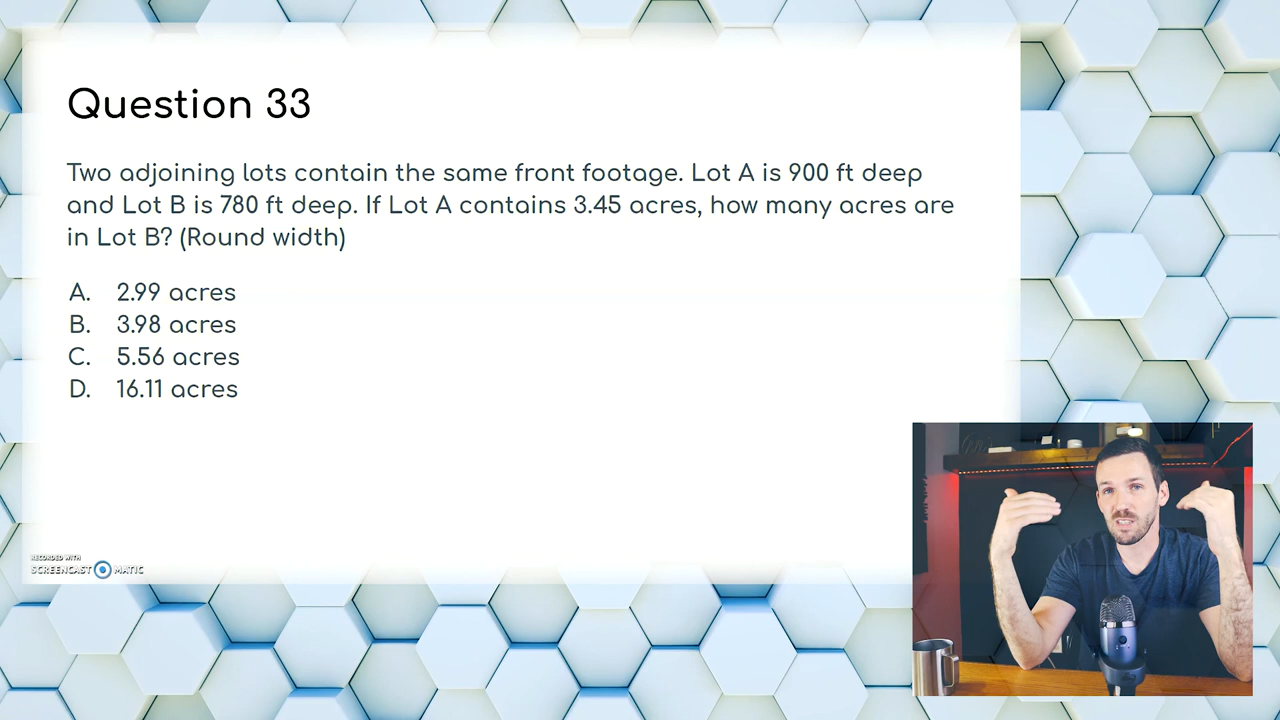 Question 33
Two adjoining lots contain the same front footage. Lot A is 900 ft deep
and Lot B is 780 ft deep. If Lot A contains 3.45 acres, how many acres are
in Lot B? (Round width)
A. 2.99 acres
B. 3.98 acres
C. 5.56 acres
D. 16.11 acres
RECORDED WITH
SCREENCAST MATIC